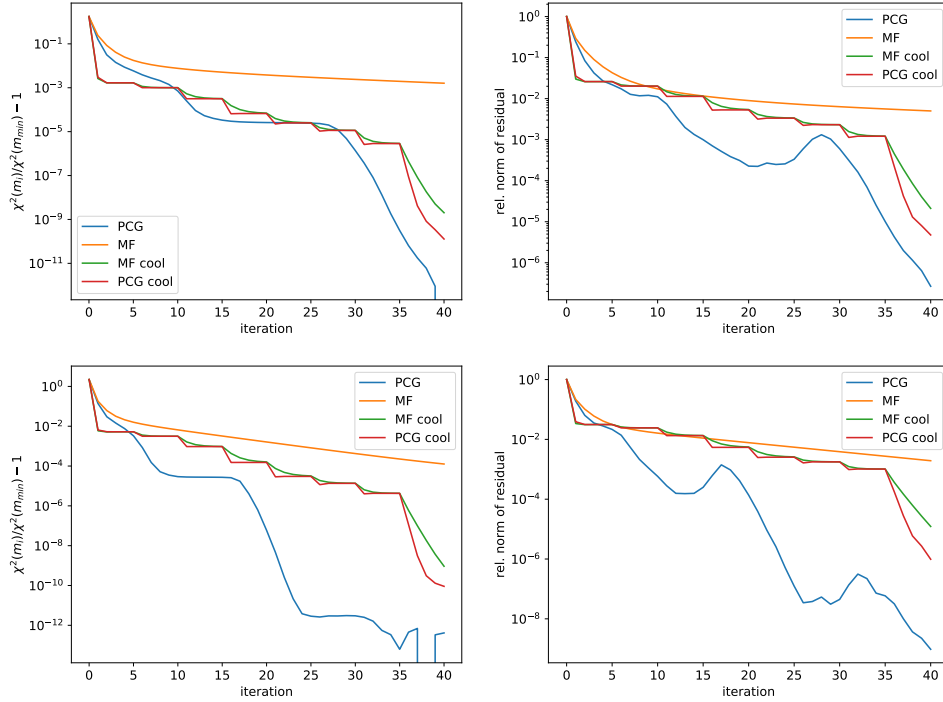 10⁻¹
10⁻³
10⁻⁵
10⁻⁷
10⁻⁹
10⁻¹¹
χ²(mᵢ)/χ²(m_min) − 1
PCG
MF
MF cool
PCG cool
0 5 10 15 20 25 30 35 40
iteration
10⁰
10⁻¹
10⁻²
10⁻³
10⁻⁴
10⁻⁵
10⁻⁶
rel. norm of residual
PCG
MF
MF cool
PCG cool
0 5 10 15 20 25 30 35 40
iteration
10⁰
10⁻²
10⁻⁴
10⁻⁶
10⁻⁸
10⁻¹⁰
10⁻¹²
χ²(mᵢ)/χ²(m_min) − 1
PCG
MF
MF cool
PCG cool
0 5 10 15 20 25 30 35 40
iteration
10⁰
10⁻²
10⁻⁴
10⁻⁶
10⁻⁸
rel. norm of residual
PCG
MF
MF cool
PCG cool
0 5 10 15 20 25 30 35 40
iteration